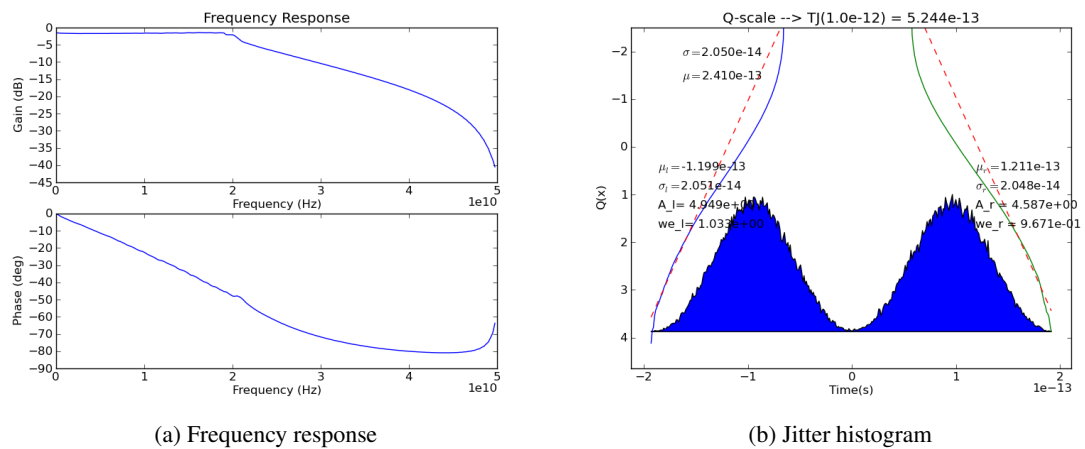 Frequency Response
0
−5
−10
−15
−20
−25
−30
−35
−40
−45
Gain (dB)
0 1 2 3 4 5
Frequency (Hz) 1e10
0
−10
−20
−30
−40
−50
−60
−70
−80
−90
Phase (deg)
0 1 2 3 4 5
Frequency (Hz) 1e10
(a) Frequency response
Q-scale --> TJ(1.0e-12) = 5.244e-13
−2
−1
0
1
2
3
4
Q(x)
σ=2.050e-14
μ=2.410e-13
μl=-1.199e-13
σl=2.051e-14
A_l= 4.949e+00
we_l= 1.033e+00
μr=1.211e-13
σr=2.048e-14
A_r = 4.587e+00
we_r = 9.671e-01
−2 −1 0 1 2
Time(s) 1e−13
(b) Jitter histogram